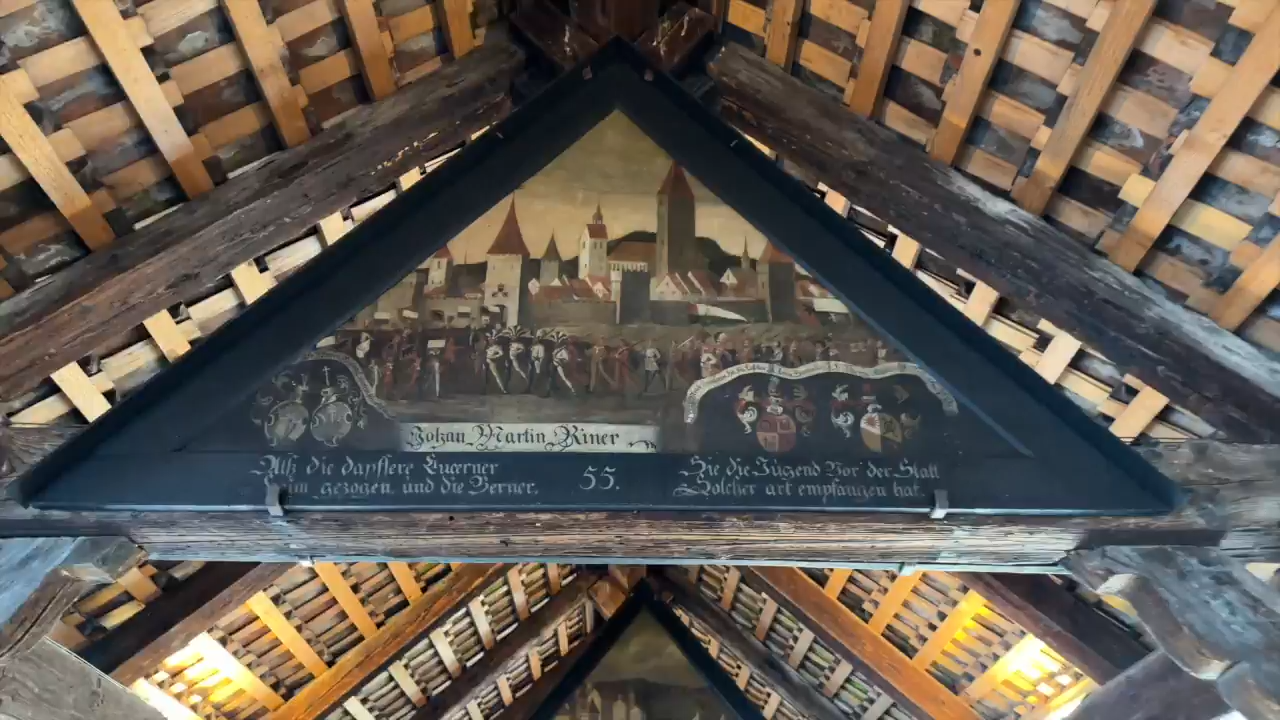 Johan Martin Riner
Alß die dapffere Lucerner
heim gezogen und die Berner,
55.
Sie die Jugend Vor der Statt
Solcher art empfangen hat.